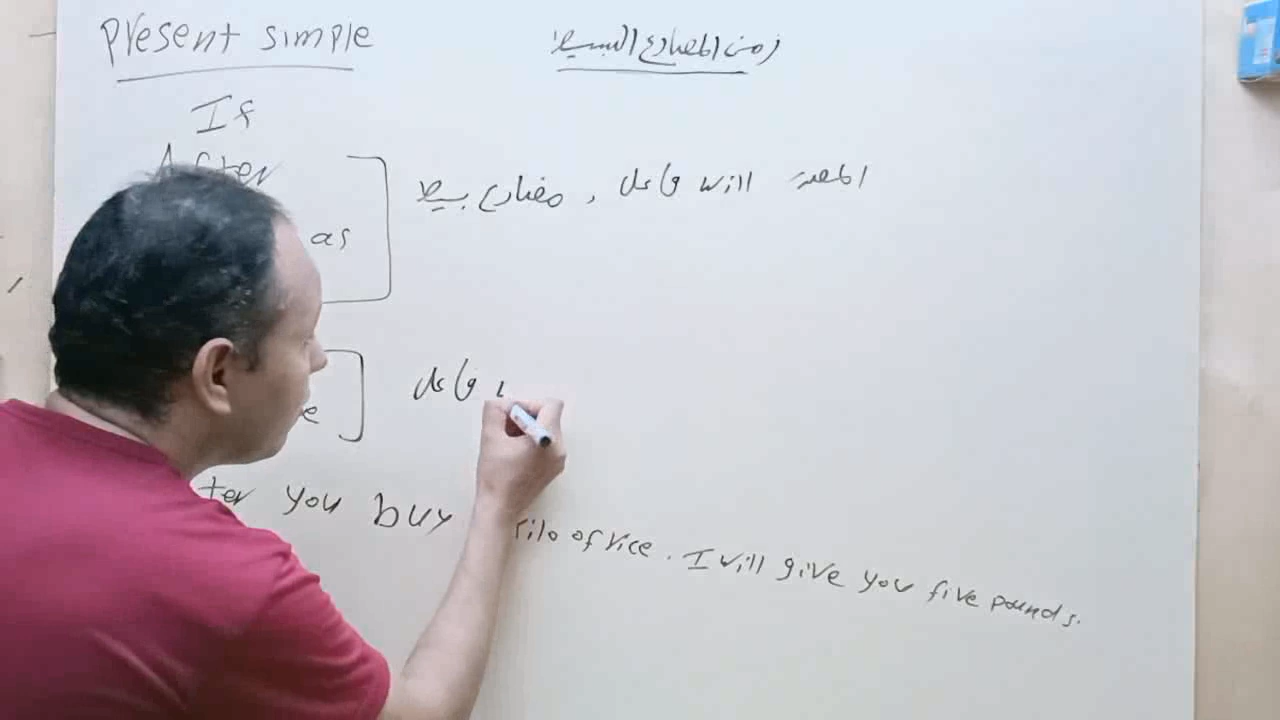 present simple زمن المضارع البسيط
If
After
as
مضارع بسيط , فاعل will المصدر
فاعل
you buy kilo of rice. I will give you five pounds.